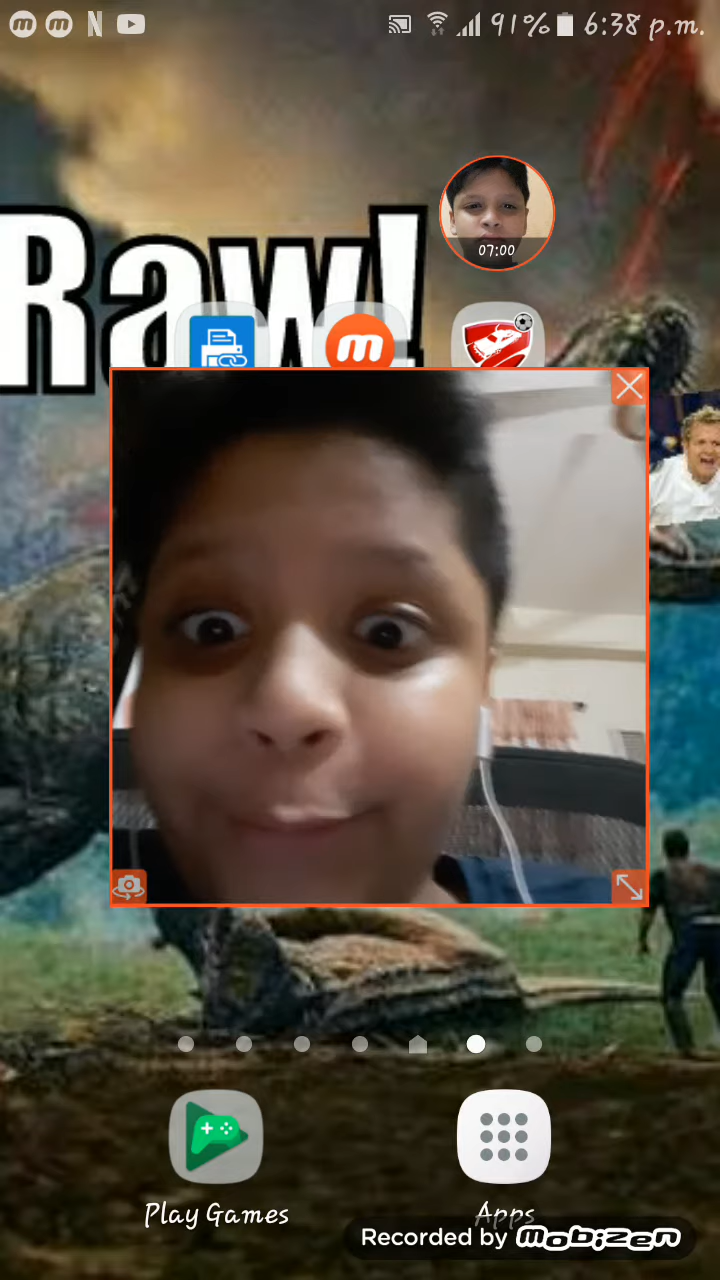 91% 6:38 p.m.
07:00
Raw!
Play Games
Apps
Recorded by mobizen